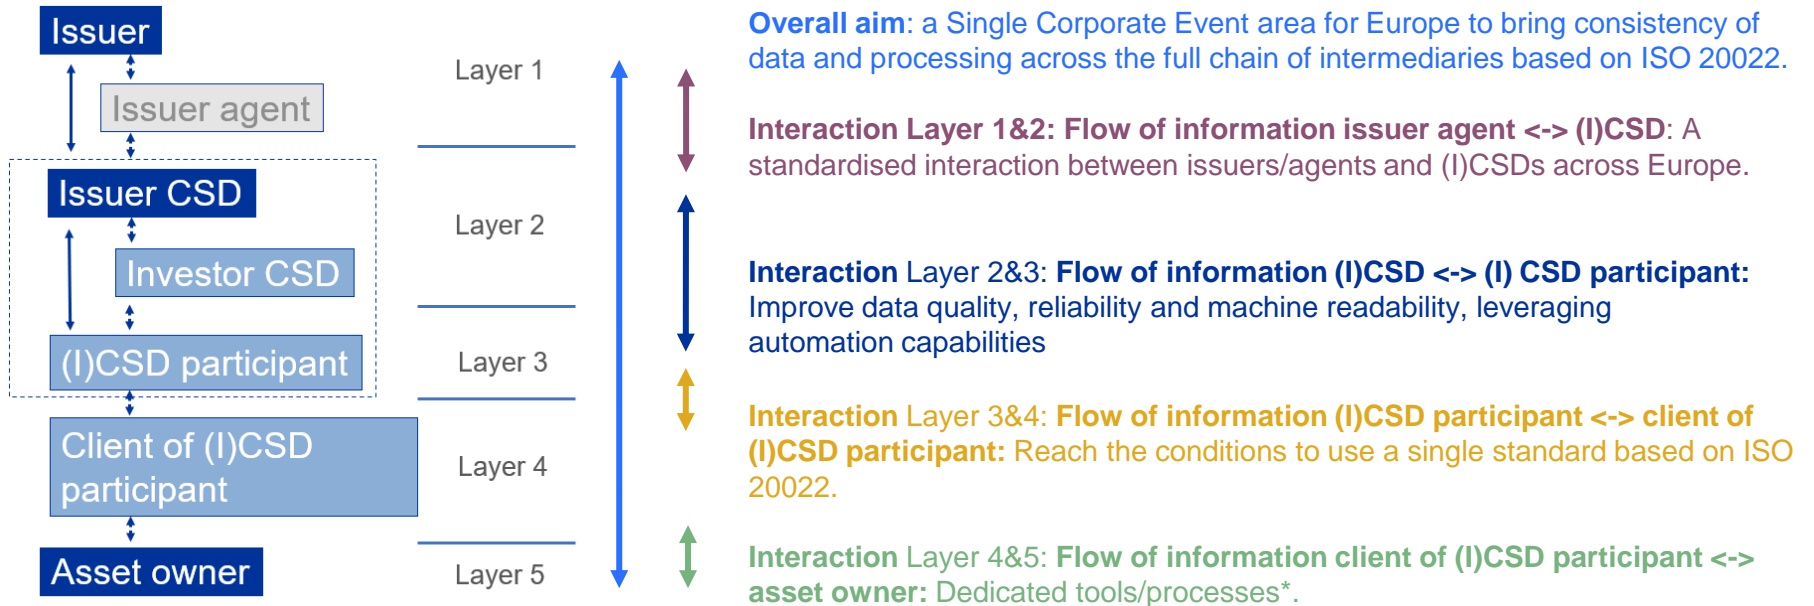 Issuer
Issuer agent
Issuer CSD
Investor CSD
(I)CSD participant
Client of (I)CSD
participant
Asset owner
Layer 1
Layer 2
Layer 3
Layer 4
Layer 5
Overall aim: a Single Corporate Event area for Europe to bring consistency of
data and processing across the full chain of intermediaries based on ISO 20022.
Interaction Layer 1&2: Flow of information issuer agent <-> (I)CSD: A
standardised interaction between issuers/agents and (I)CSDs across Europe.
Interaction Layer 2&3: Flow of information (I)CSD <-> (I) CSD participant:
Improve data quality, reliability and machine readability, leveraging
automation capabilities
Interaction Layer 3&4: Flow of information (I)CSD participant <-> client of
(I)CSD participant: Reach the conditions to use a single standard based on ISO
20022.
Interaction Layer 4&5: Flow of information client of (I)CSD participant <->
asset owner: Dedicated tools/processes*.